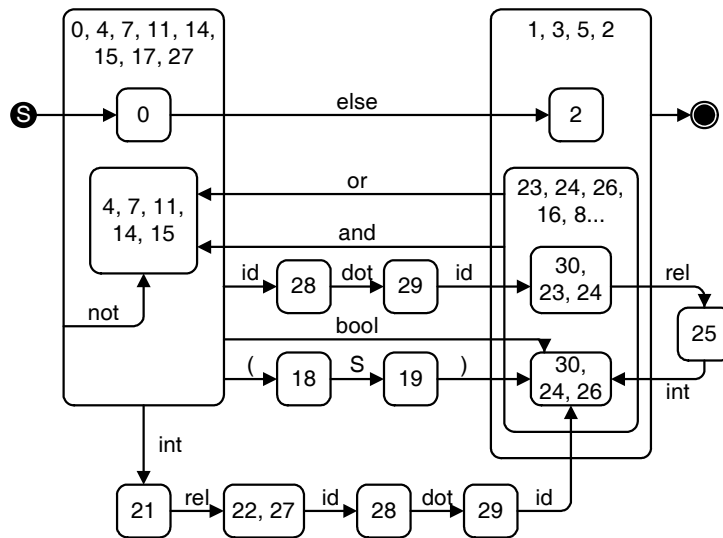 0, 4, 7, 11, 14,
15, 17, 27
1, 3, 5, 2
S
0
else
2
or
23, 24, 26,
16, 8...
4, 7, 11,
14, 15
and
id
28
dot
29
id
30,
23, 24
rel
not
bool
25
(
18
S
19
)
30,
24, 26
int
int
21
rel
22, 27
id
28
dot
29
id